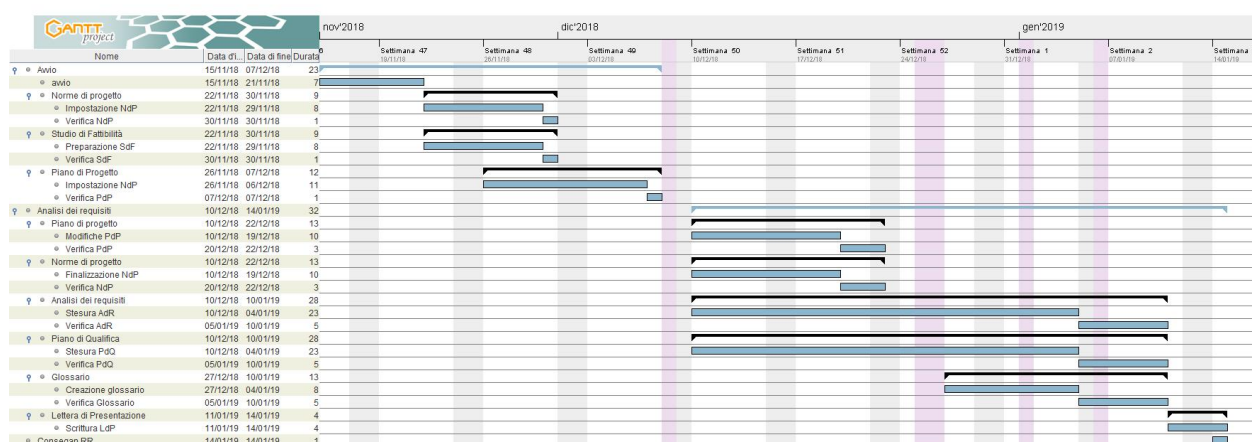 GANTT project
nov'2018 dic'2018 gen'2019
6 Settimana 47 Settimana 48 Settimana 49 Settimana 50 Settimana 51 Settimana 52 Settimana 1 Settimana 2 Settimana
19/11/18 26/11/18 03/12/18 10/12/18 17/12/18 24/12/18 31/12/18 07/01/19 14/01/19
Nome Data d'i... Data di fine Durata
Avvio 15/11/18 07/12/18 23
avvio 15/11/18 21/11/18 7
Norme di progetto 22/11/18 30/11/18 9
Impostazione NdP 22/11/18 29/11/18 8
Verifica NdP 30/11/18 30/11/18 1
Studio di Fattibilità 22/11/18 30/11/18 9
Preparazione SdF 22/11/18 29/11/18 8
Verifica SdF 30/11/18 30/11/18 1
Piano di Progetto 26/11/18 07/12/18 12
Impostazione NdP 26/11/18 06/12/18 11
Verifica PdP 07/12/18 07/12/18 1
Analisi dei requisiti 10/12/18 14/01/19 32
Piano di progetto 10/12/18 22/12/18 13
Modifiche PdP 10/12/18 19/12/18 10
Verifica PdP 20/12/18 22/12/18 3
Norme di progetto 10/12/18 22/12/18 13
Finalizzazione NdP 10/12/18 19/12/18 10
Verifica NdP 20/12/18 22/12/18 3
Analisi dei requisiti 10/12/18 10/01/19 28
Stesura AdR 10/12/18 04/01/19 23
Verifica AdR 05/01/19 10/01/19 5
Piano di Qualifica 10/12/18 10/01/19 28
Stesura PdQ 10/12/18 04/01/19 23
Verifica PdQ 05/01/19 10/01/19 5
Glossario 27/12/18 10/01/19 13
Creazione glossario 27/12/18 04/01/19 8
Verifica Glossario 05/01/19 10/01/19 5
Lettera di Presentazione 11/01/19 14/01/19 4
Scrittura LdP 11/01/19 14/01/19 4
Consegan RR 14/01/19 14/01/19 1